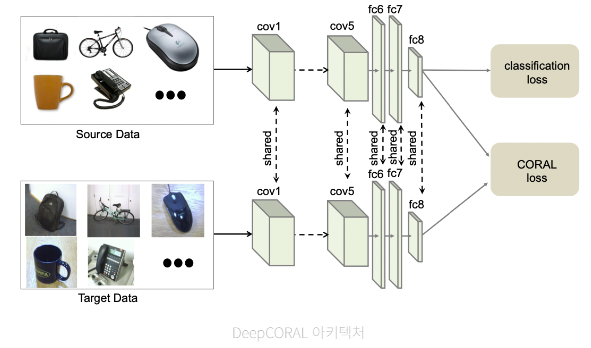 cov1
cov5
fc6
fc7
fc8
classification
loss
Source Data
shared
shared
shared
shared
shared
CORAL
loss
cov1
cov5
fc6
fc7
fc8
Target Data
DeepCORAL 아키텍처